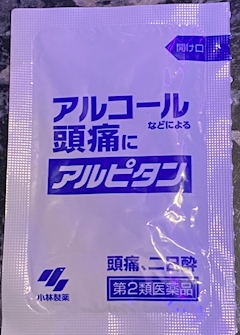 開け口
アルコール
などによる
頭痛に
アルピタン
頭痛、二日酔
第2類医薬品
小林製薬